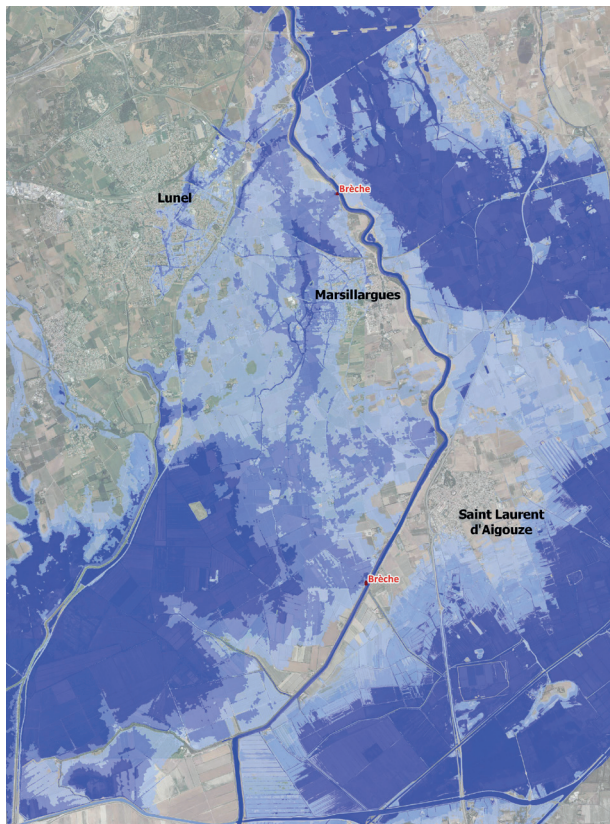 Brèche
Lunel
Marsillargues
Saint Laurent
d'Aigouze
Brèche